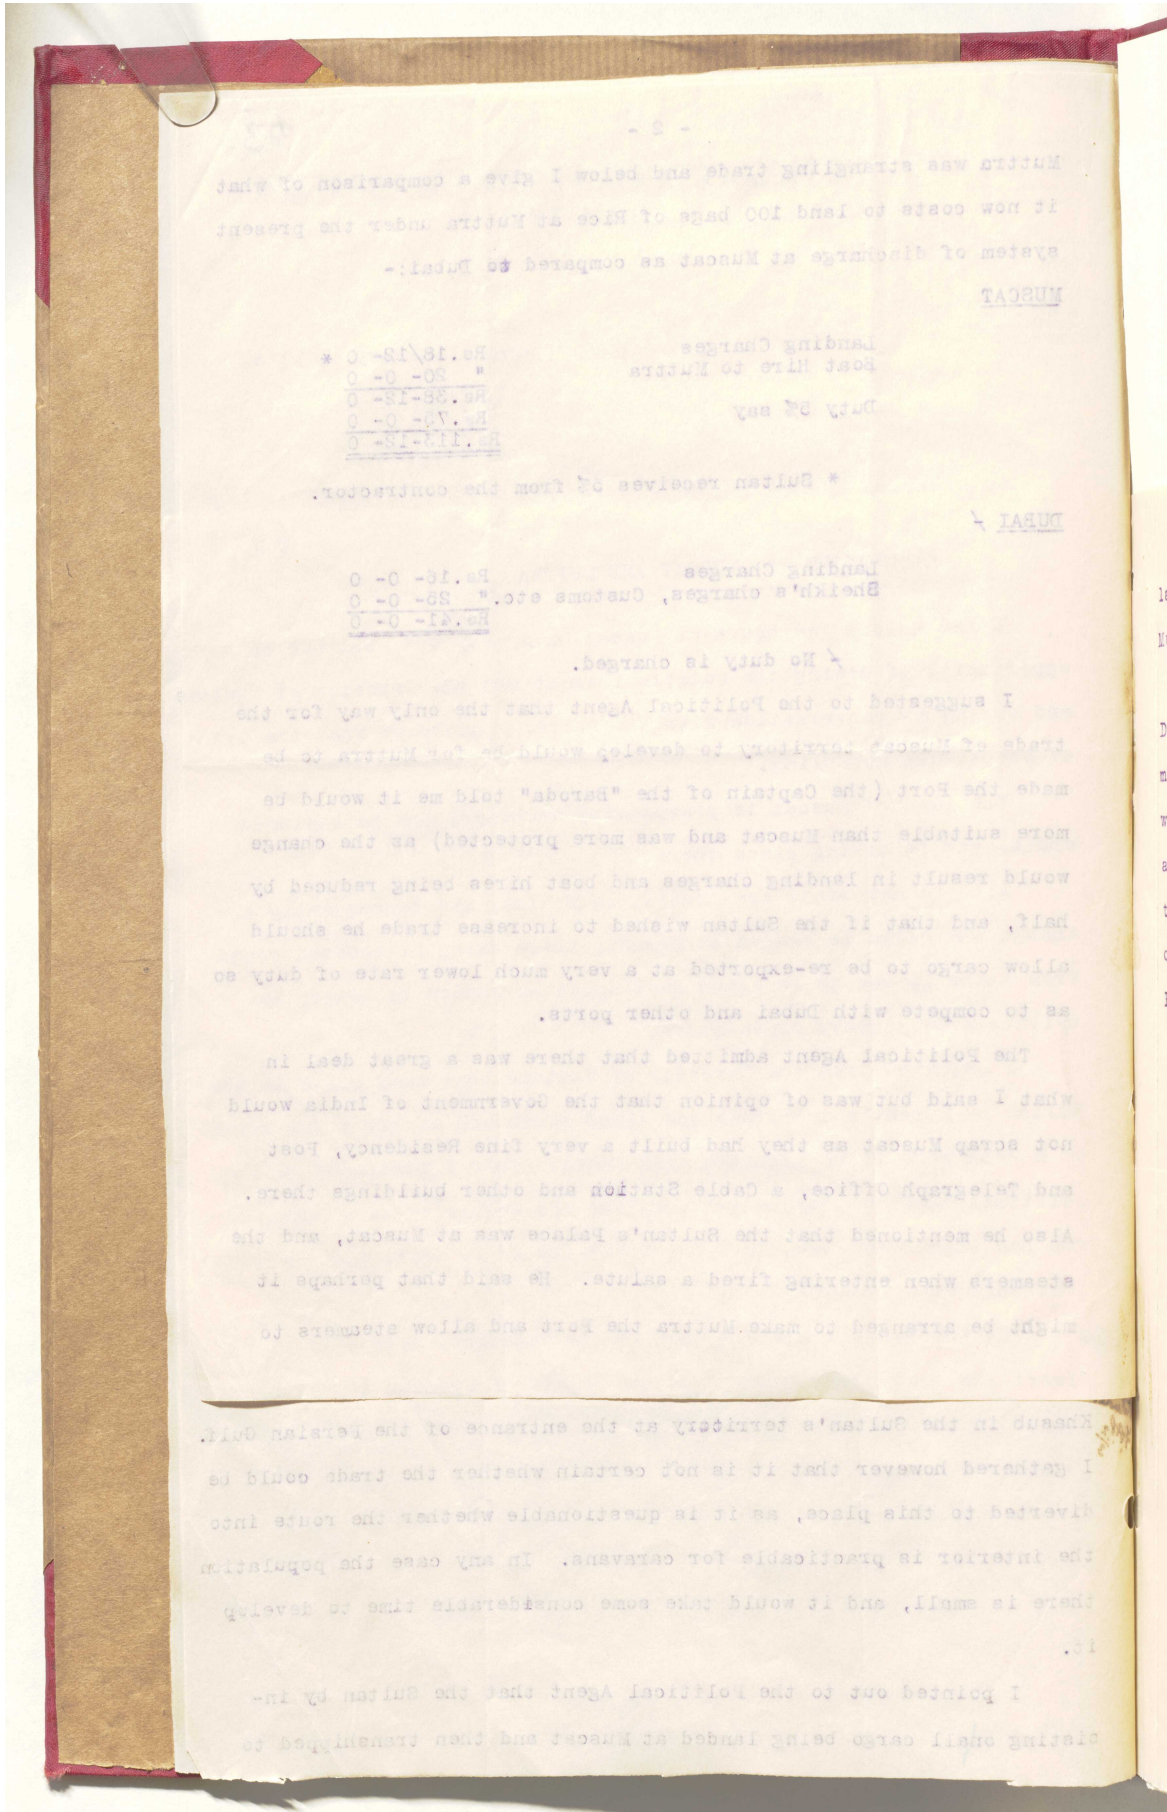 - 2 -
Muttra was strangling trade and below I give a comparison of what
it now costs to land 100 bags of Rice at Muttra under the present
system of discharge at Muscat as compared to Dubai:-
MUSCAT
Landing Charges Rs.18/12- 0 *
Boat Hire to Muttra " 20- 0- 0
Rs.38-12- 0
Duty 5% say Rs.75- 0- 0
Rs.113-12- 0
* Sultan receives 6% from the contractor.
DUBAI /
Landing Charges Rs.16- 0- 0
Sheikh's charges, Customs etc. " 25- 0- 0
Rs.41- 0- 0
/ No duty is charged.
I suggested to the Political Agent that the only way for the
trade of Muscat territory to develop would be for Muttra to be
made the Port (the Captain of the "Baroda" told me it would be
more suitable than Muscat and was more protected) as the change
would result in landing charges and boat hires being reduced by
half, and that if the Sultan wished to increase trade he should
allow cargo to be re-exported at a very much lower rate of duty so
as to compete with Dubai and other ports.
The Political Agent admitted that there was a great deal in
what I said but was of opinion that the Government of India would
not scrap Muscat as they had built a very fine Residency, Post
and Telegraph Office, a Cable Station and other buildings there.
Also he mentioned that the Sultan's Palace was at Muscat, and the
steamers when entering fired a salute. He said that perhaps it
might be arranged to make Muttra the Port and allow steamers to
Khasub in the Sultan's territory at the entrance of the Persian Gulf.
I gathered however that it is not certain whether the trade could be
diverted to this place, as it is questionable whether the route into
the interior is practicable for caravans. In any case the population
there is small, and it would take some considerable time to develop
it.
I pointed out to the Political Agent that the Sultan by in-
sisting on all cargo being landed at Muscat and then transhipped to